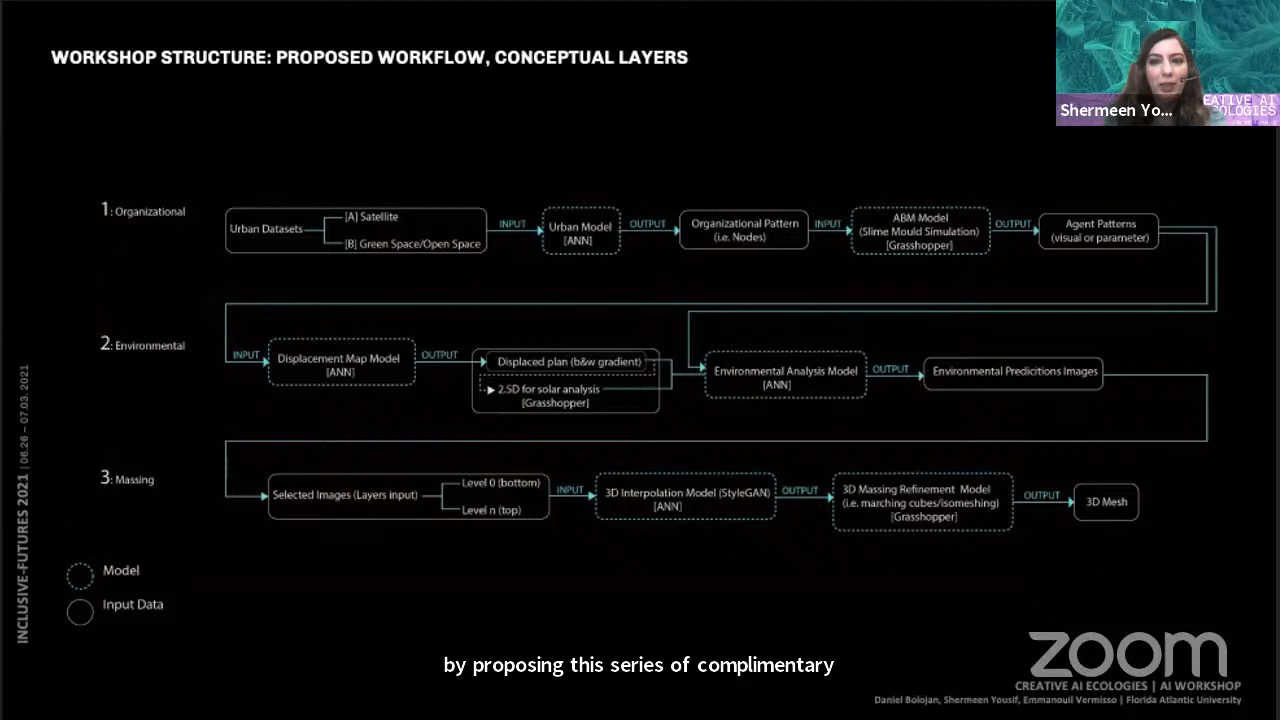 WORKSHOP STRUCTURE: PROPOSED WORKFLOW, CONCEPTUAL LAYERS
Shermeen Yo...
EATIVE AI
COLOGIES
1: Organizational
Urban Datasets
[A] Satellite
[B] Green Space/Open Space
INPUT
Urban Model
[ANN]
OUTPUT
Organizational Pattern
(i.e. Nodes)
INPUT
ABM Model
(Slime Mould Simulation)
[Grasshopper]
OUTPUT
Agent Patterns
(visual or parameter)
2: Environmental
INPUT
Displacement Map Model
[ANN]
OUTPUT
Displaced plan (b&w gradient)
2.5D for solar analysis
[Grasshopper]
Environmental Analysis Model
[ANN]
OUTPUT
Environmental Predicitions Images
3: Massing
Selected Images (Layers input)
Level 0 (bottom)
Level n (top)
INPUT
3D Interpolation Model (StyleGAN)
[ANN]
OUTPUT
3D Massing Refinement Model
(i.e. marching cubes/isomeshing)
[Grasshopper]
OUTPUT
3D Mesh
Model
Input Data
INCLUSIVE-FUTURES 2021 | 06.26 – 07.03. 2021
by proposing this series of complimentary
zoom
CREATIVE AI ECOLOGIES | AI WORKSHOP
Daniel Bolojan, Shermeen Yousif, Emmanouil Vermisso | Florida Atlantic University